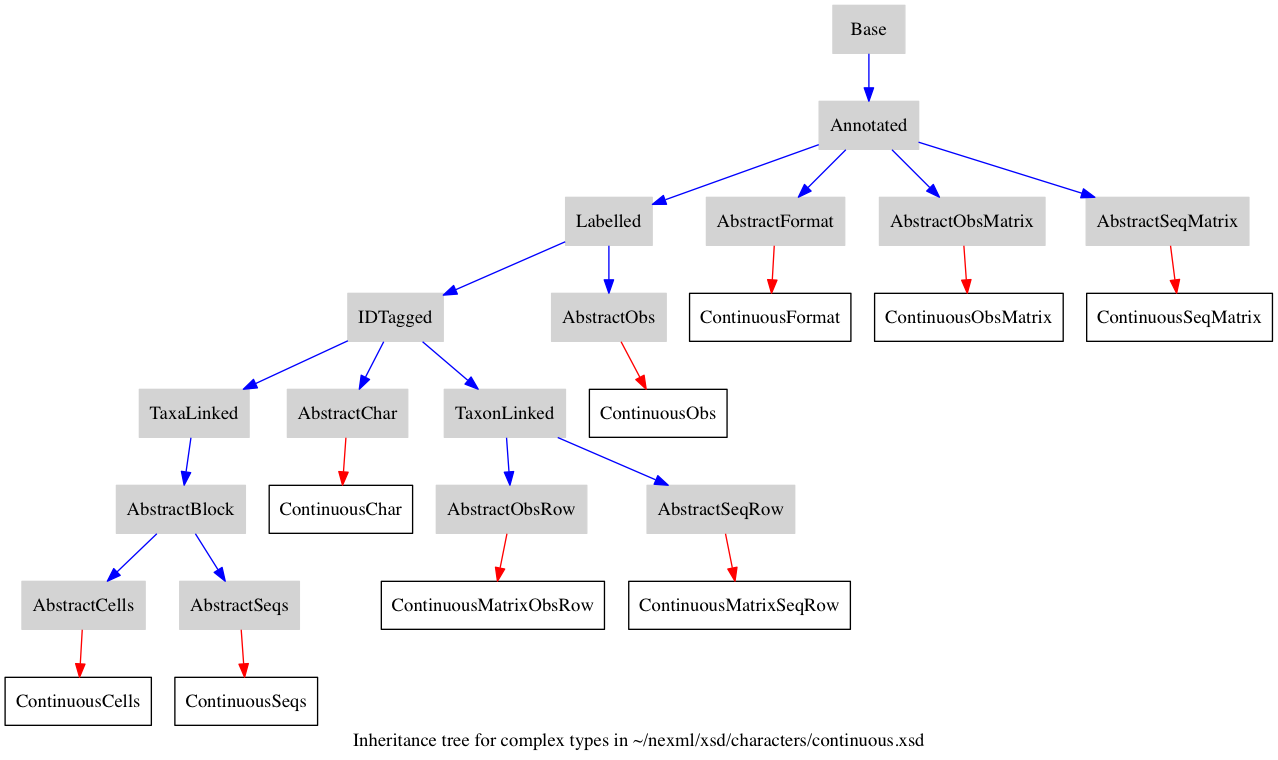 Base
Annotated
Labelled
AbstractFormat
AbstractObsMatrix
AbstractSeqMatrix
IDTagged
AbstractObs
ContinuousFormat
ContinuousObsMatrix
ContinuousSeqMatrix
TaxaLinked
AbstractChar
TaxonLinked
ContinuousObs
AbstractBlock
ContinuousChar
AbstractObsRow
AbstractSeqRow
AbstractCells
AbstractSeqs
ContinuousMatrixObsRow
ContinuousMatrixSeqRow
ContinuousCells
ContinuousSeqs
Inheritance tree for complex types in ~/nexml/xsd/characters/continuous.xsd